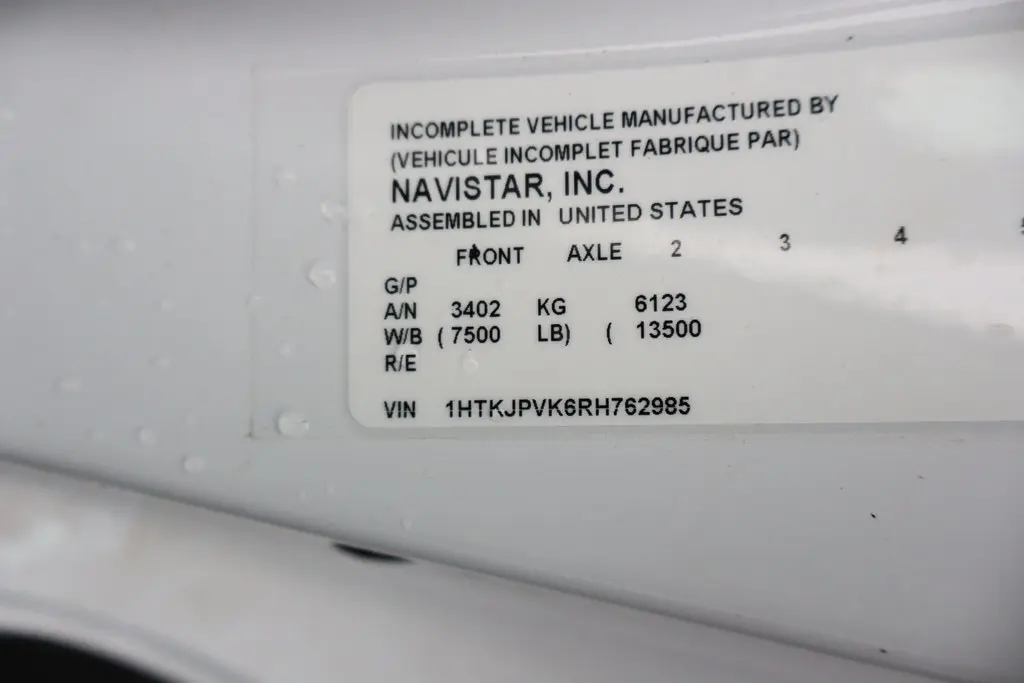 INCOMPLETE VEHICLE MANUFACTURED BY
(VEHICULE INCOMPLET FABRIQUE PAR)
NAVISTAR, INC.
ASSEMBLED IN UNITED STATES
FRONT AXLE 2 3 4
G/P
A/N 3402 KG 6123
W/B ( 7500 LB) ( 13500
R/E
VIN 1HTKJPVK6RH762985